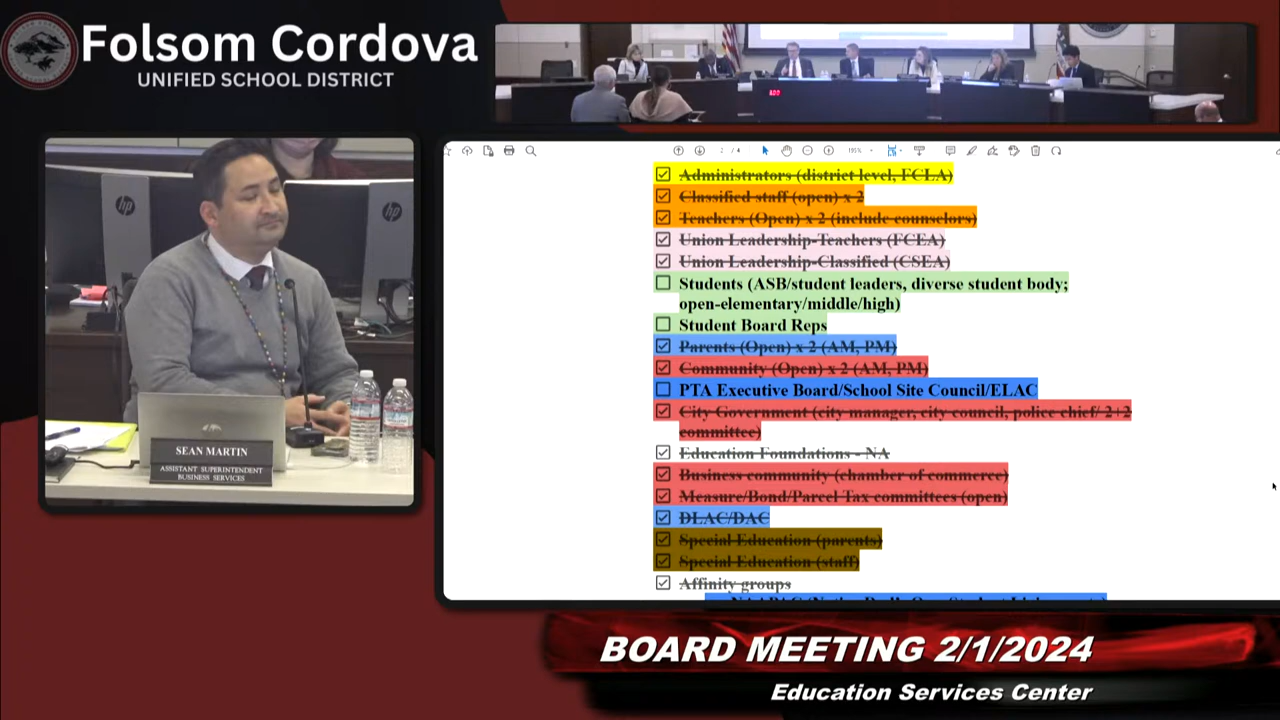 Folsom Cordova
UNIFIED SCHOOL DISTRICT
hp
hp
SEAN MARTIN
ASSISTANT SUPERINTENDENT
BUSINESS SERVICES
2 / 4
195%
Administrators (district level, FCLA)
Classified staff (open) x 2
Teachers (Open) x 2 (include counselors)
Union Leadership-Teachers (FCEA)
Union Leadership-Classified (CSEA)
Students (ASB/student leaders, diverse student body;
open-elementary/middle/high)
Student Board Reps
Parents (Open) x 2 (AM, PM)
Community (Open) x 2 (AM, PM)
PTA Executive Board/School Site Council/ELAC
City Government (city manager, city council, police chief/ 2+2
committee)
Education Foundations - NA
Business community (chamber of commerce)
Measure/Bond/Parcel Tax committees (open)
DLAC/DAC
Special Education (parents)
Special Education (staff)
Affinity groups
BOARD MEETING 2/1/2024
Education Services Center